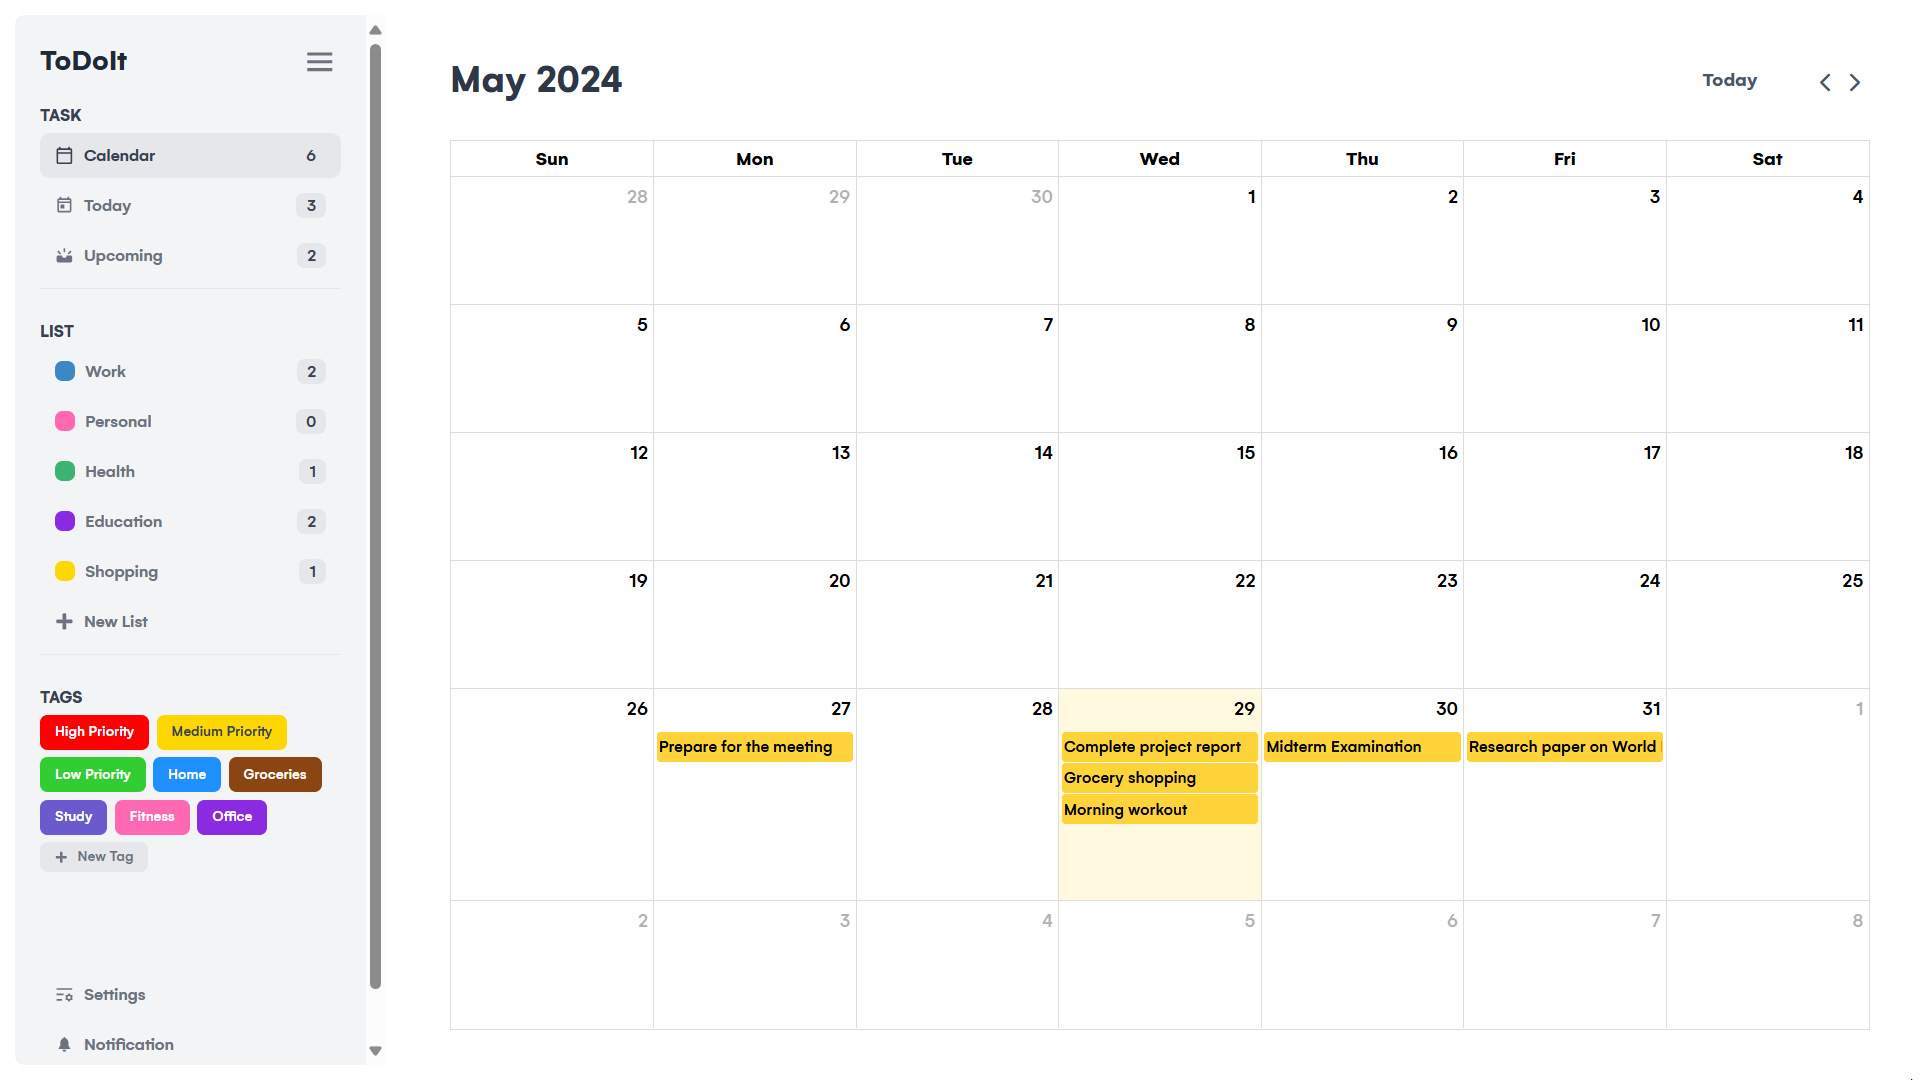 ToDoIt
TASK
Calendar 6
Today 3
Upcoming 2
LIST
Work 2
Personal 0
Health 1
Education 2
Shopping 1
New List
TAGS
High Priority Medium Priority
Low Priority Home Groceries
Study Fitness Office
New Tag
Settings
Notification
May 2024
Today
Sun Mon Tue Wed Thu Fri Sat
28 29 30 1 2 3 4
5 6 7 8 9 10 11
12 13 14 15 16 17 18
19 20 21 22 23 24 25
26 27 28 29 30 31 1
Prepare for the meeting Complete project report Midterm Examination Research paper on World
Grocery shopping
Morning workout
2 3 4 5 6 7 8